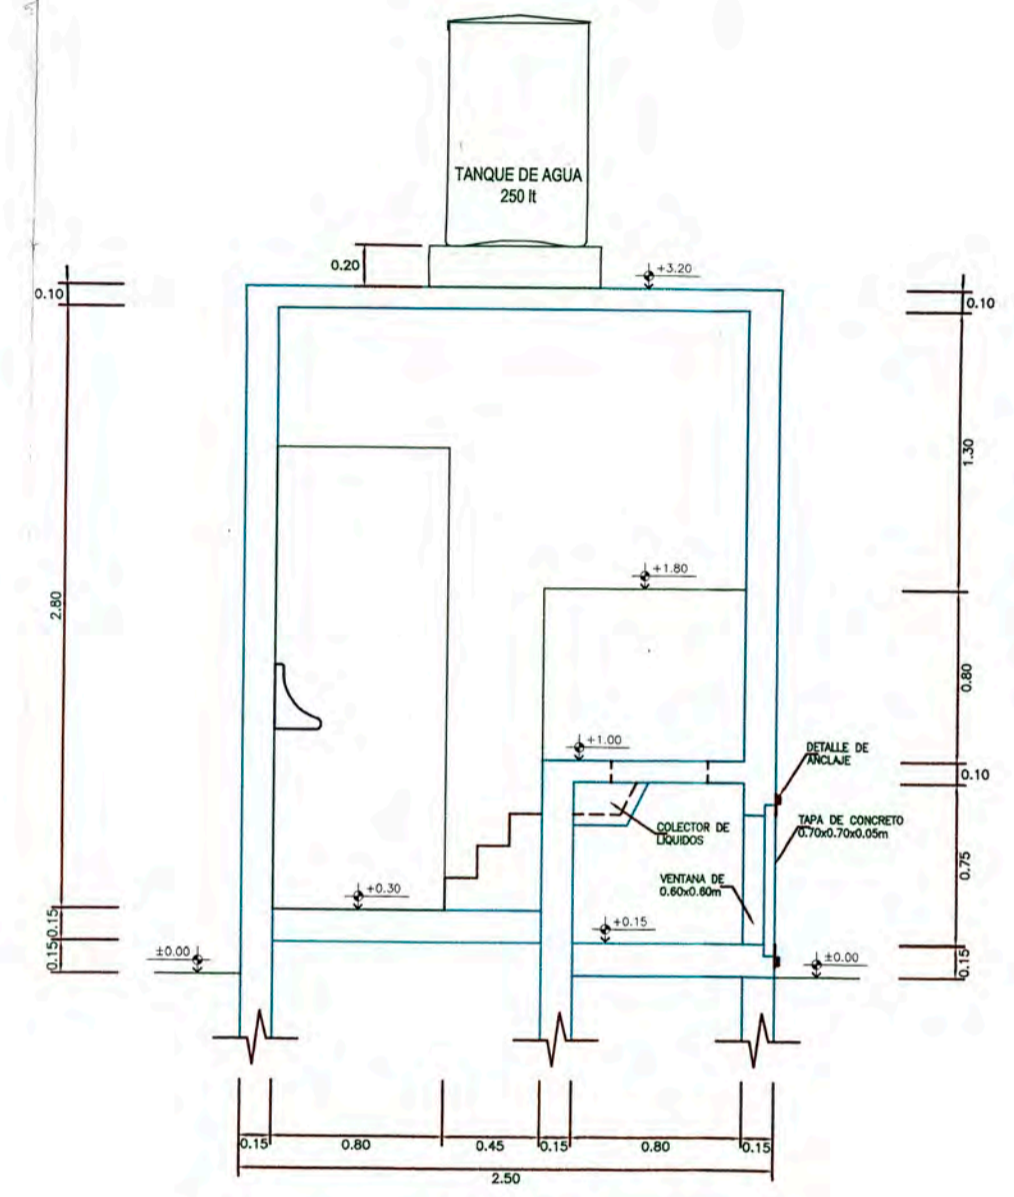 TANQUE DE AGUA
250 lt
0.20
+3.20
0.10
0.10
1.30
+1.80
2.80
0.80
+1.00
DETALLE DE
ANCLAJE
0.10
TAPA DE CONCRETO
0.70x0.70x0.05m
COLECTOR DE
LIQUIDOS
0.75
VENTANA DE
0.60x0.60m
+0.30
0.15
+0.15
0.15
±0.00
±0.00
0.15
0.15
0.80
0.45
0.15
0.80
0.15
2.50